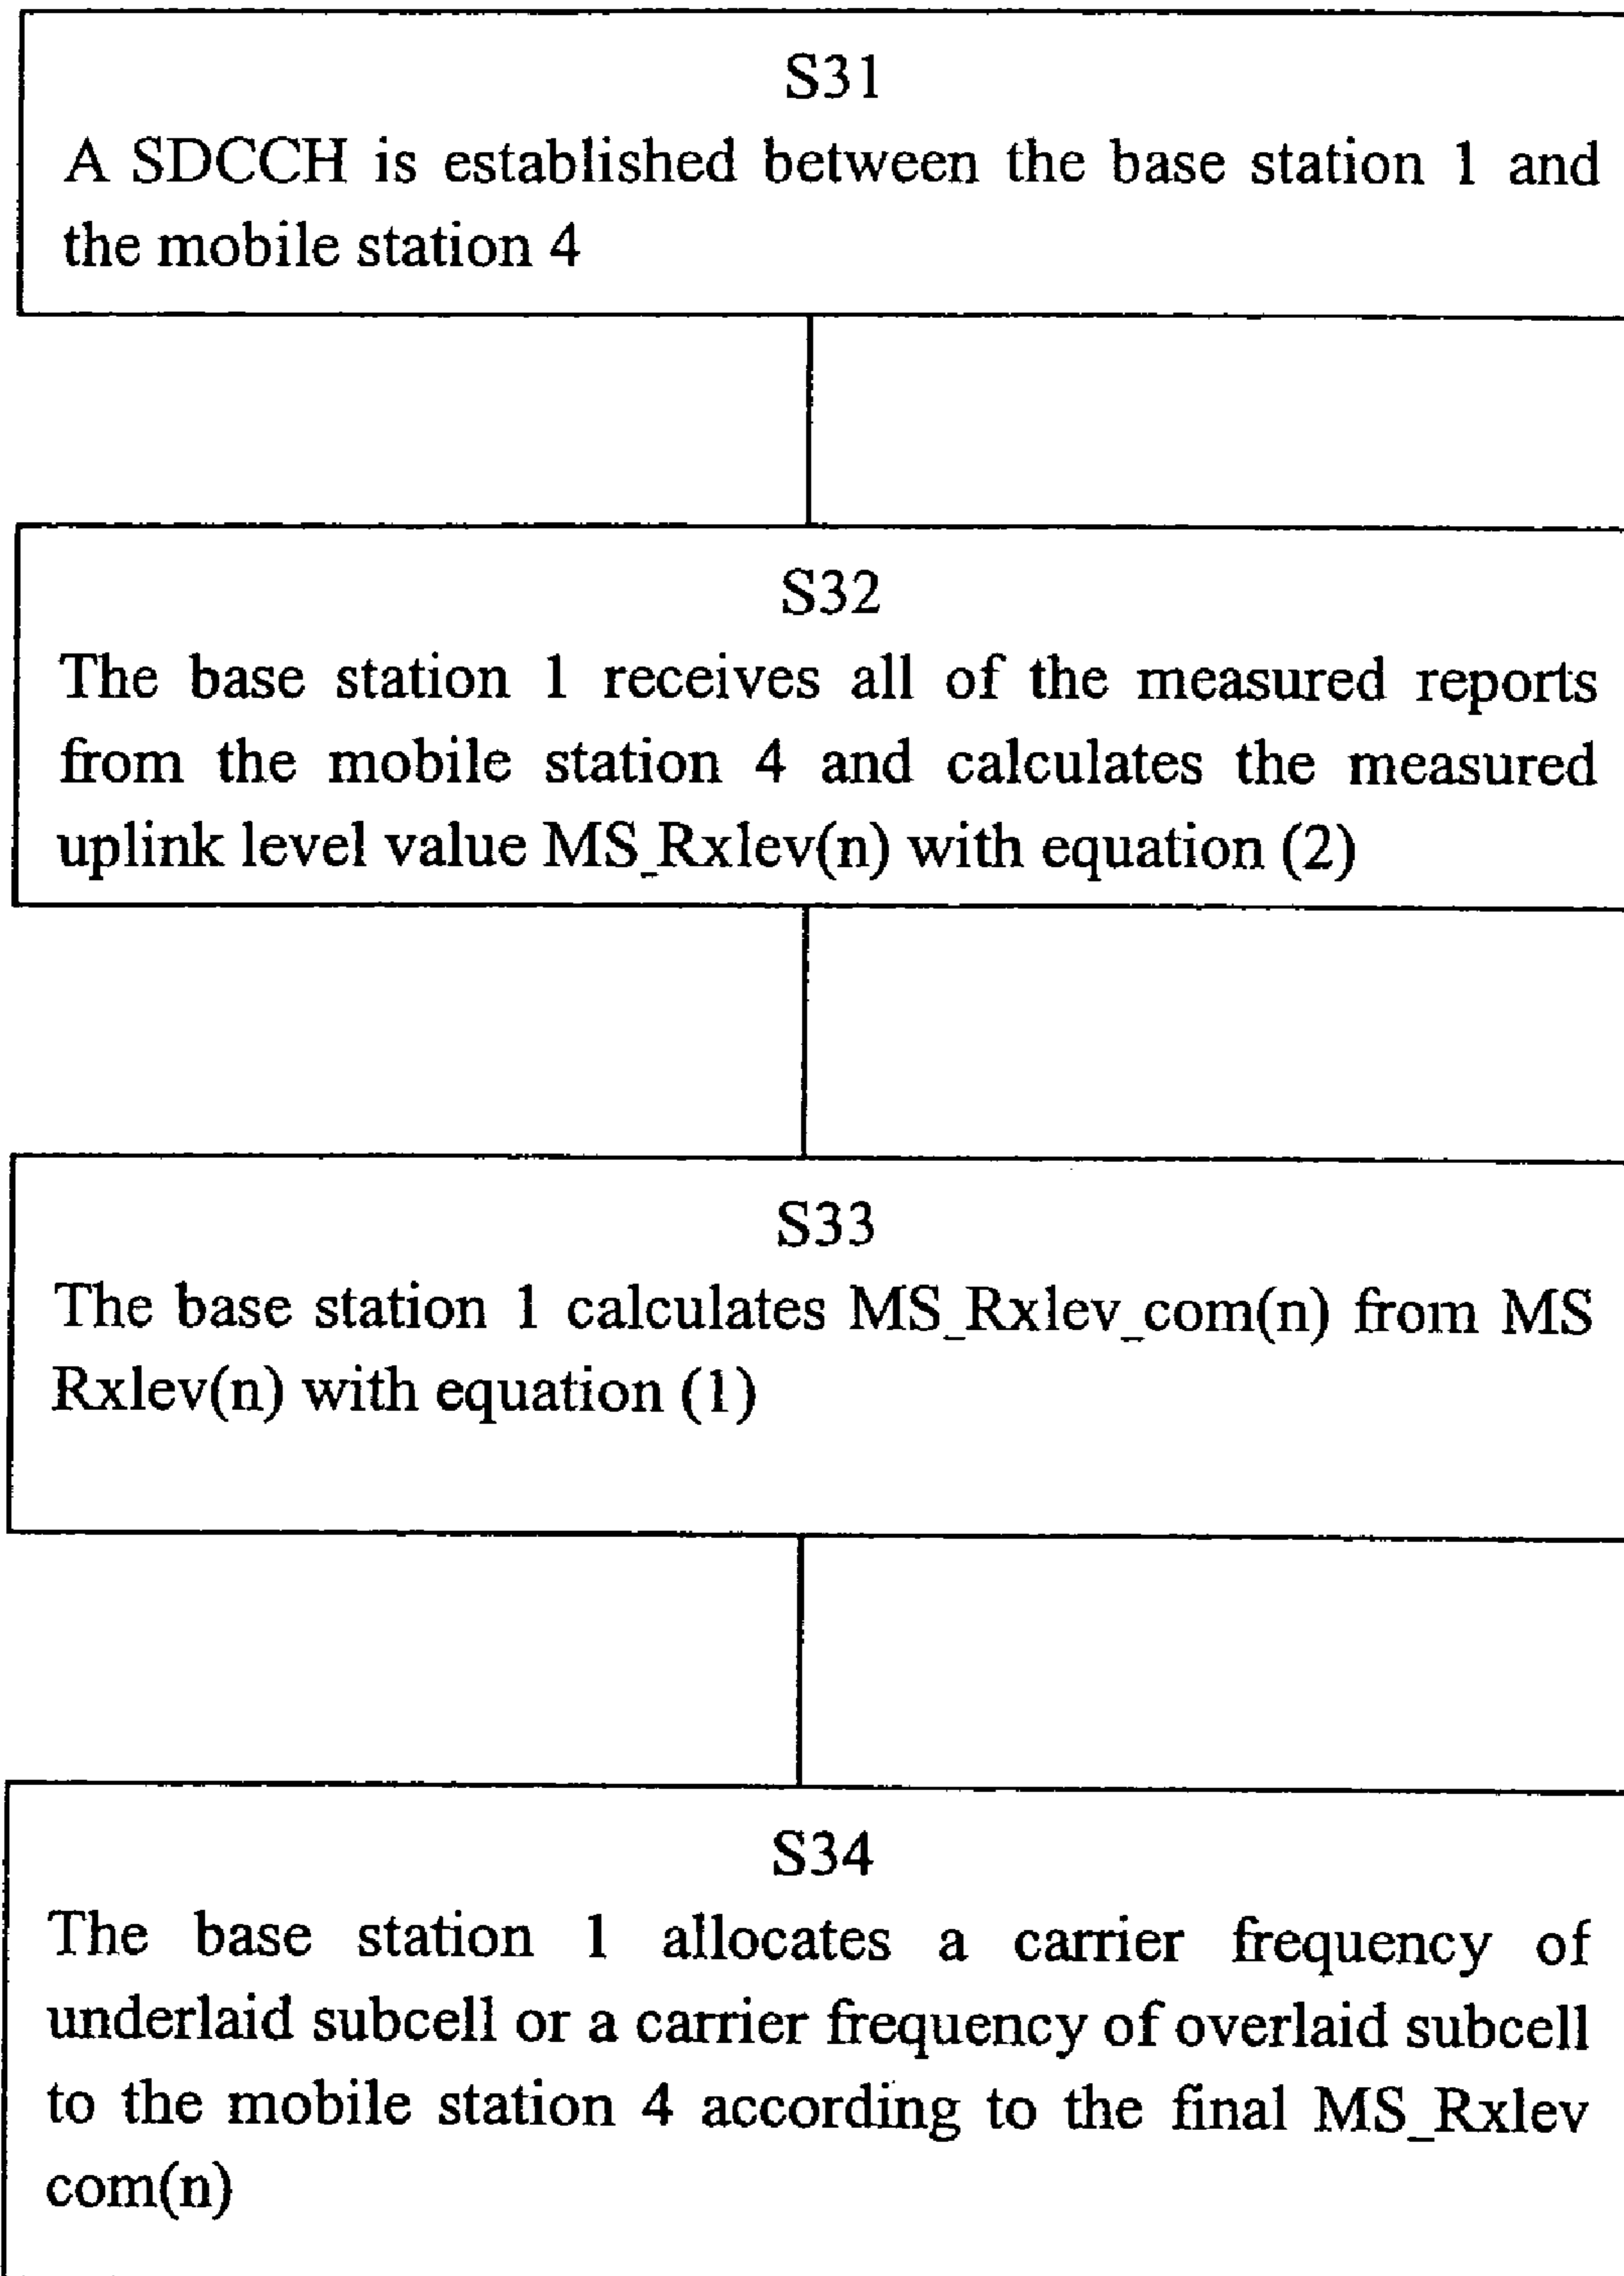 S31
A SDCCH is established between the base station 1 and
the mobile station 4
S32
The base station 1 receives all of the measured reports
from the mobile station 4 and calculates the measured
uplink level value MS_Rxlev(n) with equation (2)
S33
The base station 1 calculates MS_Rxlev_com(n) from MS
Rxlev(n) with equation (1)
S34
The base station 1 allocates a carrier frequency of
underlaid subcell or a carrier frequency of overlaid subcell
to the mobile station 4 according to the final MS_Rxlev
com(n)